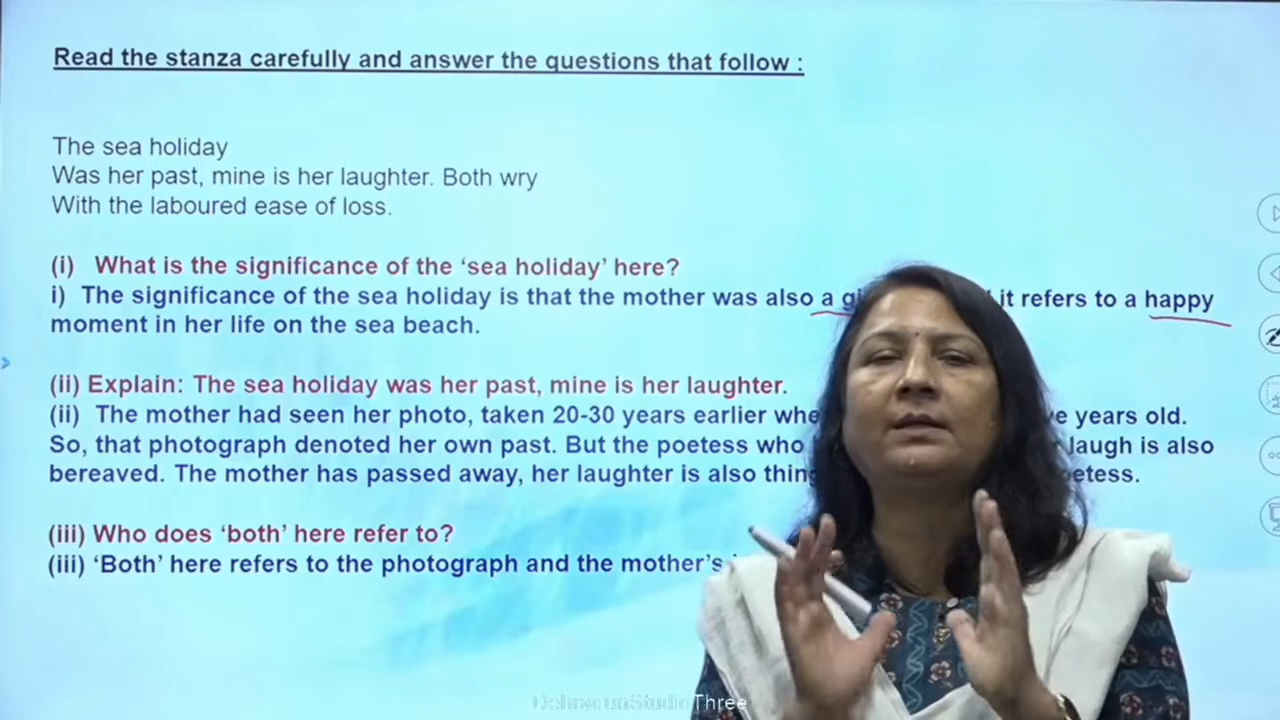 Read the stanza carefully and answer the questions that follow :
The sea holiday
Was her past, mine is her laughter. Both wry
With the laboured ease of loss.
(i) What is the significance of the ‘sea holiday’ here?
i) The significance of the sea holiday is that the mother was also a it refers to a happy
moment in her life on the sea beach.
(ii) Explain: The sea holiday was her past, mine is her laughter.
(ii) The mother had seen her photo, taken 20-30 years earlier years old.
So, that photograph denoted her own past. But the poetess who laugh is also
bereaved. The mother has passed away, her laughter is also
(iii) Who does ‘both’ here refer to?
(iii) ‘Both’ here refers to the photograph and the mother’s
Three